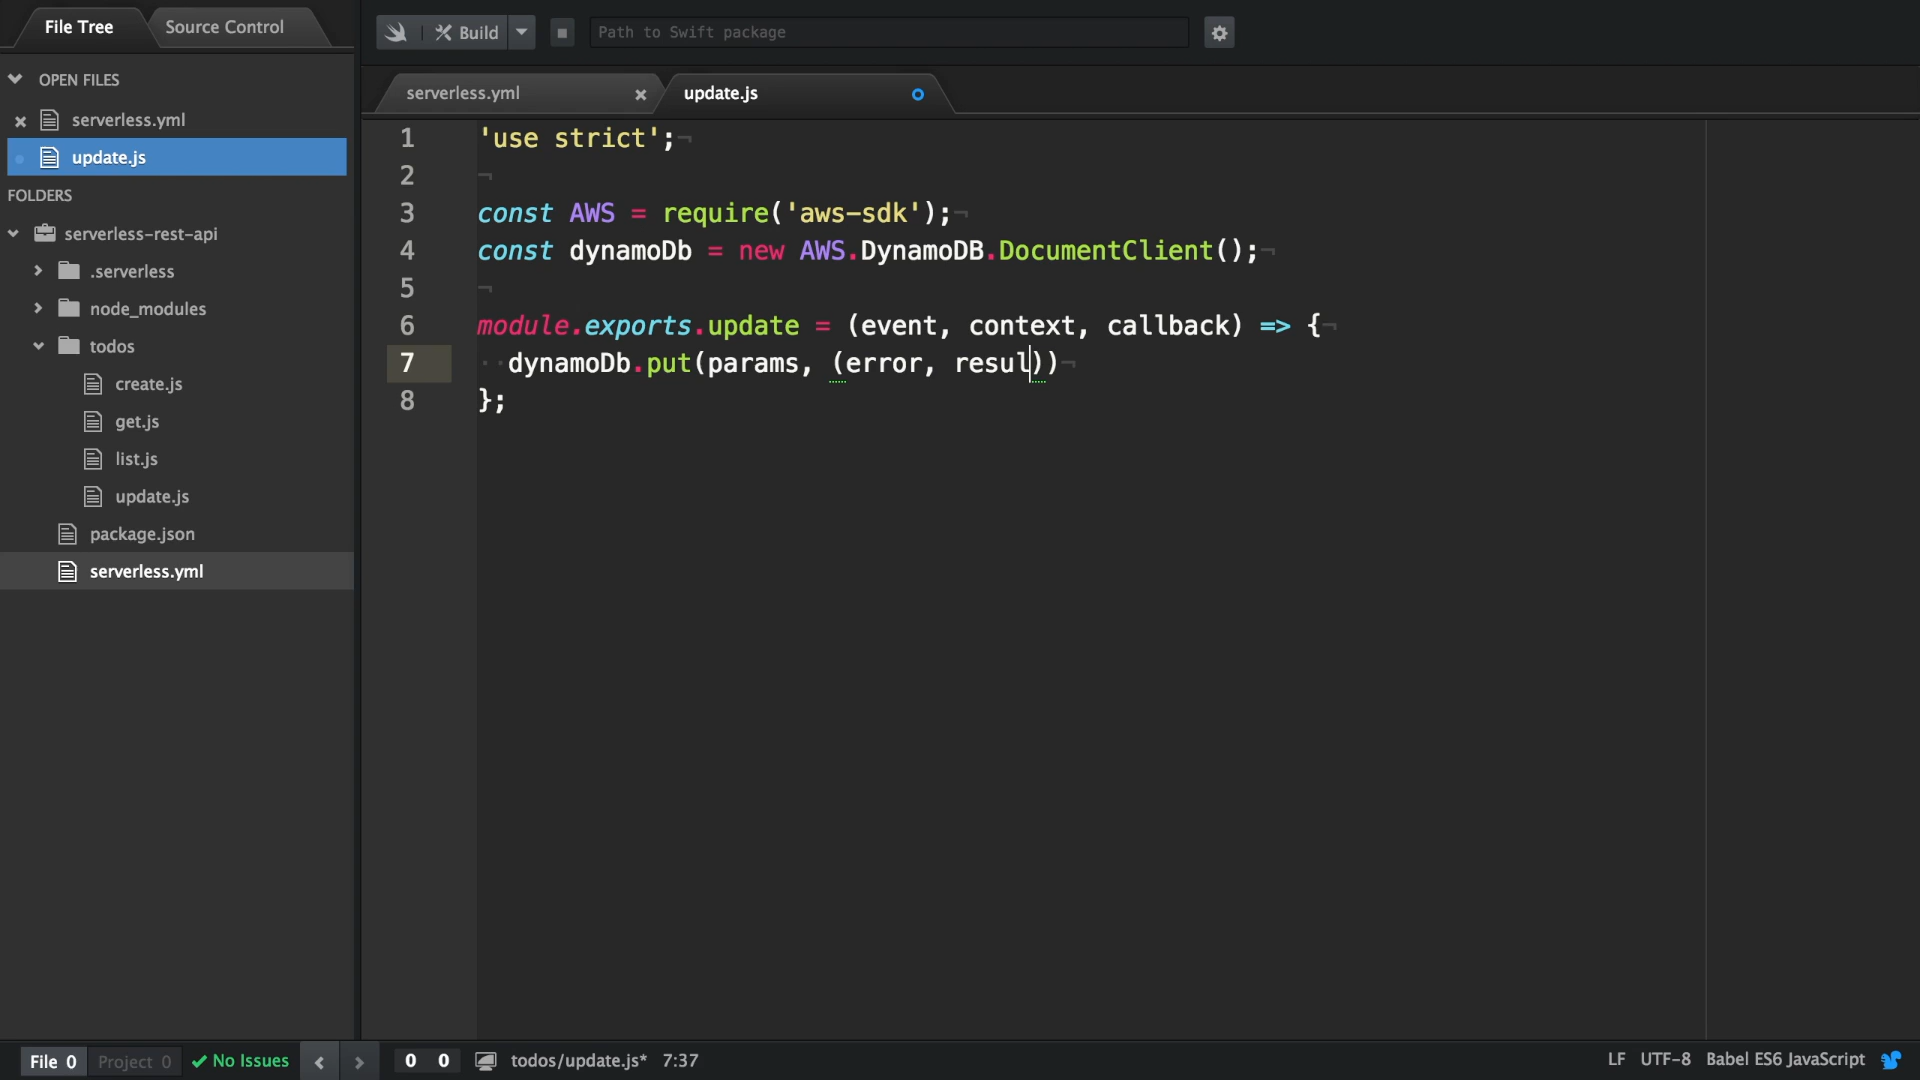 File Tree
Source Control
Build
Path to Swift package
OPEN FILES
serverless.yml
update.js
FOLDERS
serverless-rest-api
.serverless
node_modules
todos
create.js
get.js
list.js
update.js
package.json
serverless.yml
serverless.yml
update.js
1 'use strict';¬
2 ¬
3 const AWS = require('aws-sdk');¬
4 const dynamoDb = new AWS.DynamoDB.DocumentClient();¬
5 ¬
6 module.exports.update = (event, context, callback) => {¬
7 ··dynamoDb.put(params, (error, resul))¬
8 };
File 0 Project 0 No Issues 0 0 todos/update.js* 7:37 LF UTF-8 Babel ES6 JavaScript